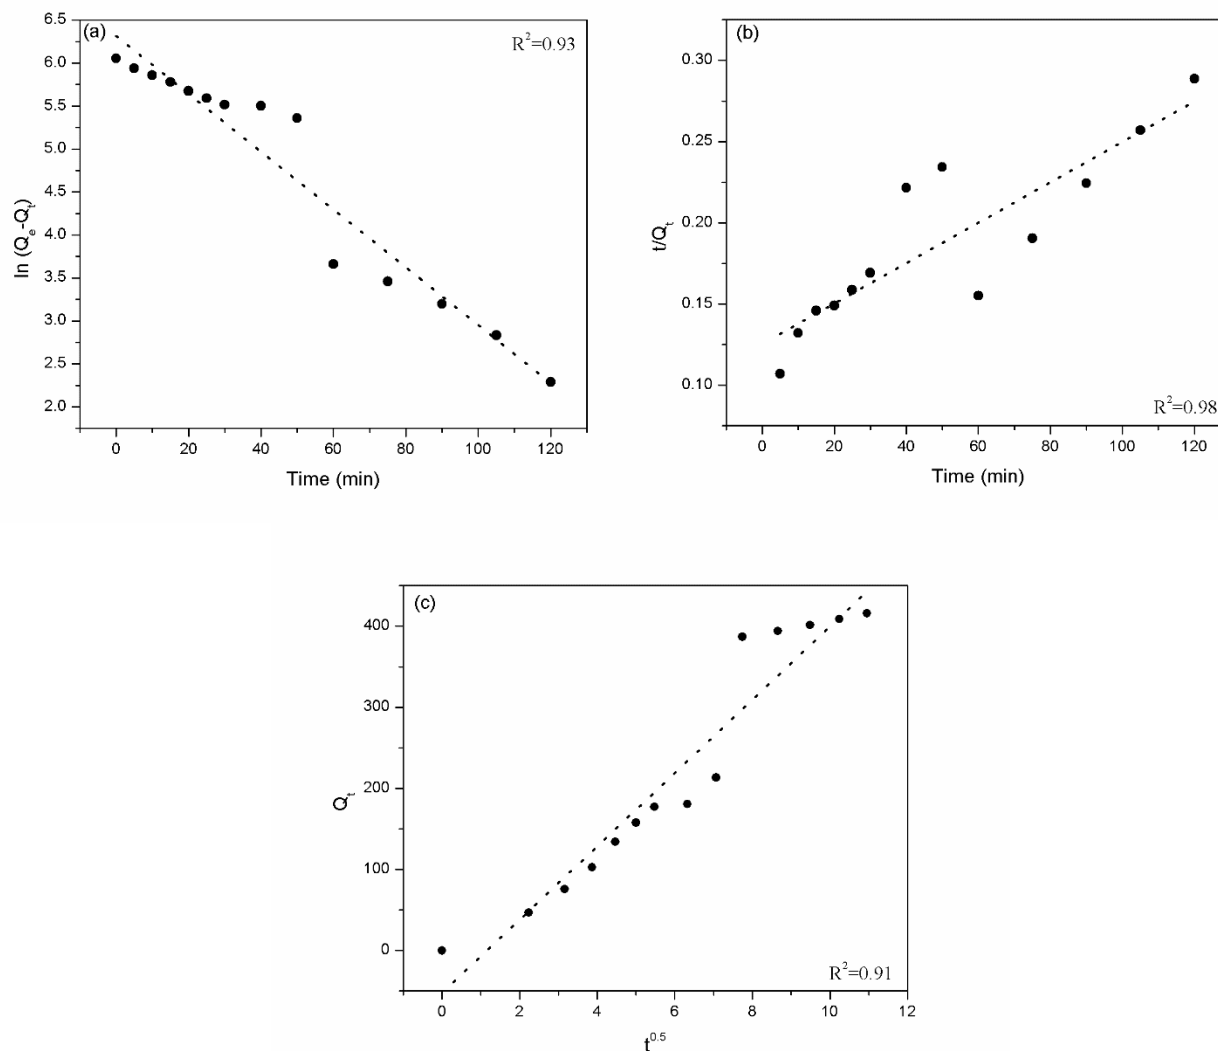 (a)
R²=0.93
6.5
6.0
5.5
5.0
4.5
4.0
3.5
3.0
2.5
2.0
ln (Qₑ-Qₜ)
0 20 40 60 80 100 120
Time (min)
(b)
0.30
0.25
0.20
0.15
0.10
t/Qₜ
R²=0.98
0 20 40 60 80 100 120
Time (min)
(c)
400
300
200
100
0
Qₜ
R²=0.91
0 2 4 6 8 10 12
t⁰·⁵